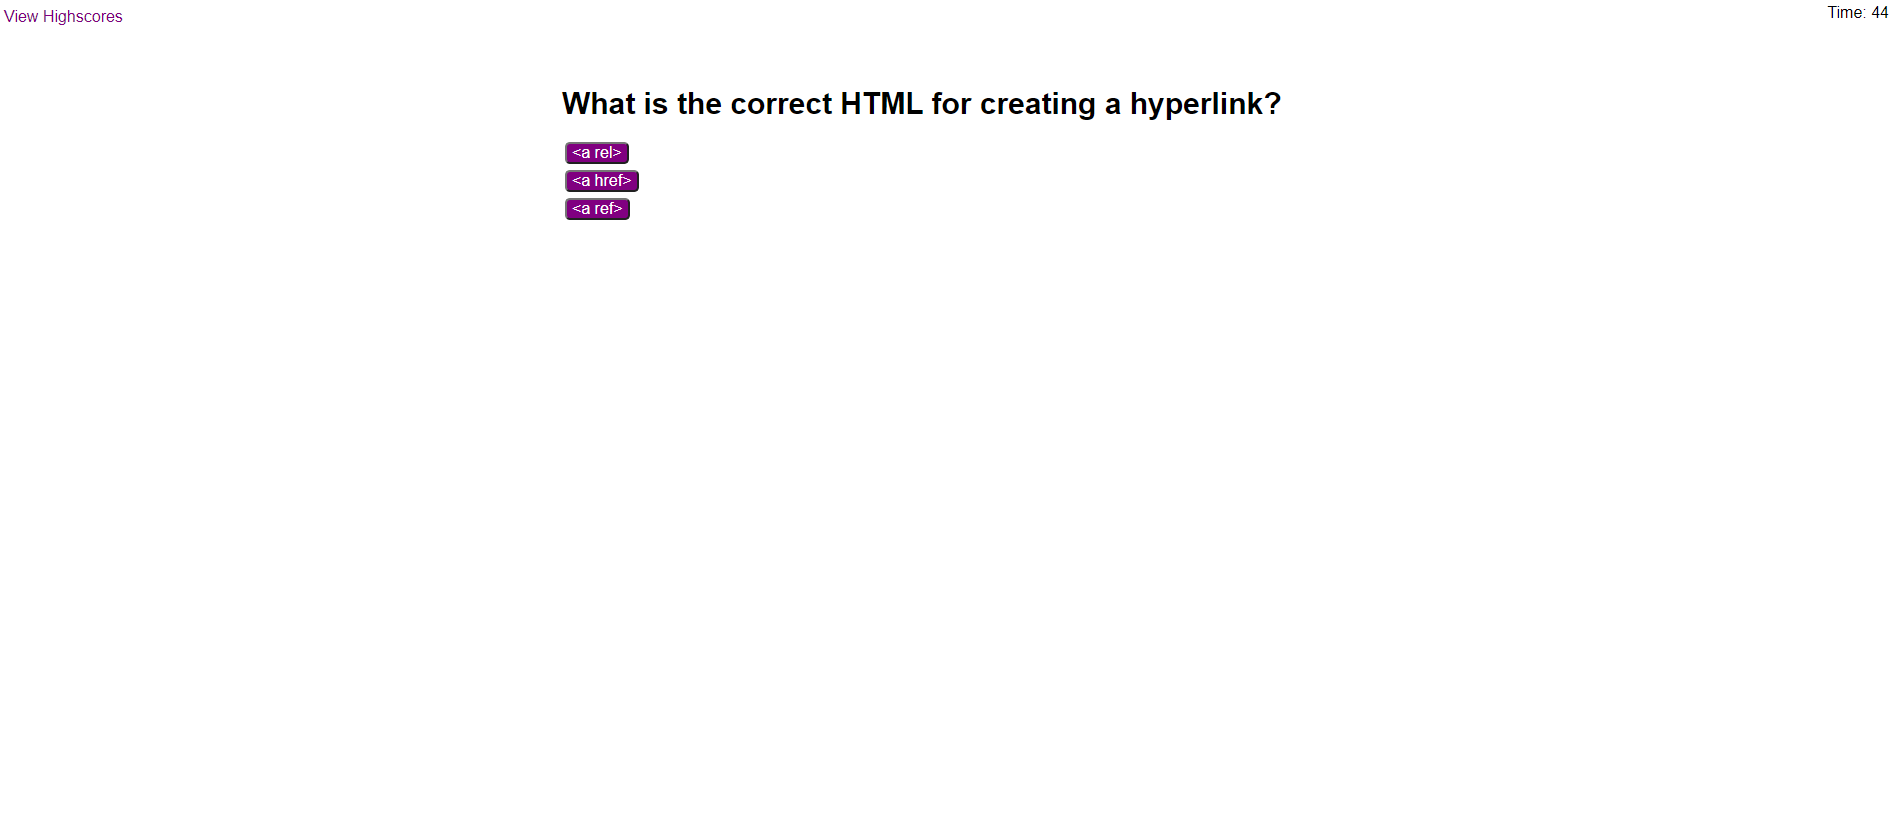 View Highscores
Time: 44
What is the correct HTML for creating a hyperlink?
<a rel>
<a href>
<a ref>